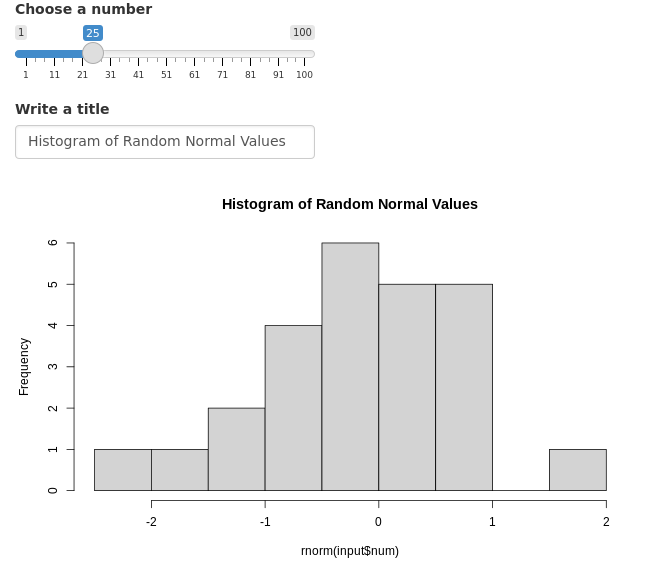 Choose a number
1 25 100
1 11 21 31 41 51 61 71 81 91 100
Write a title
Histogram of Random Normal Values
Histogram of Random Normal Values
6
5
4
3
2
1
0
Frequency
-2 -1 0 1 2
rnorm(input$num)